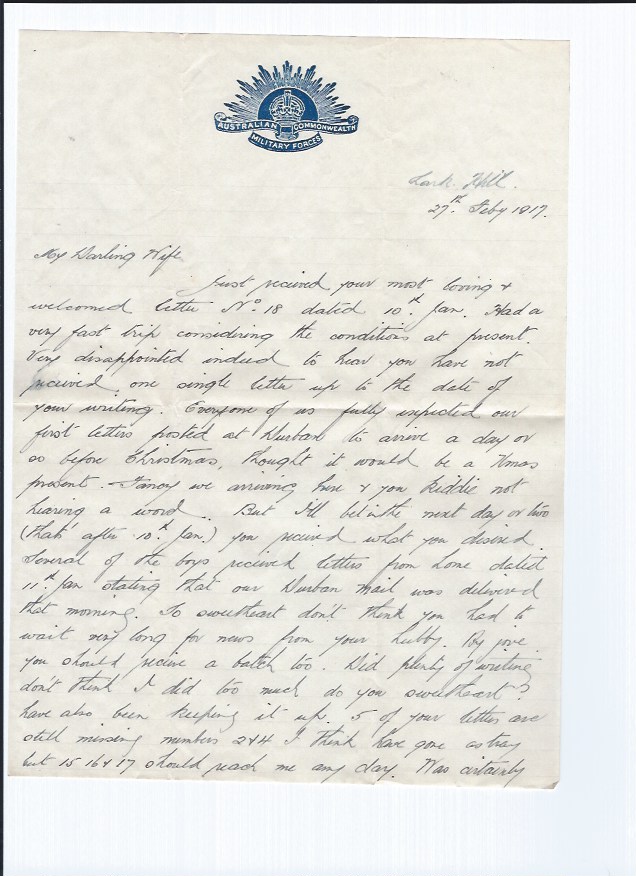 AUSTRALIAN COMMONWEALTH
MILITARY FORCES
Lark Hill.
27th Feby 1917.
My Darling Wife
Just recieved your most loving &
welcomed letter No. 18 dated 10th Jan. Had a
very fast trip considering the conditions at present.
Very disappointed indeed to hear you have not
recieved one single letter up to the date of
your writing. Everyone of us fully expected our
first letters posted at Durban to arrive a day or
so before Christmas, thought it would be a Xmas
present. - Fancy we arriving here & you kiddie not
hearing a word. But I'll bet in the next day or two
(thats after 10th Jan.) you recieved what you desired.
Several of the boys recieved letters from home dated
11th Jan stating that our Durban mail was delivered
that morning. So sweetheart don't think you had to
wait very long for news from your hubby. By jove
you should recieve a batch too. Did plenty of writing
don't think I did too much do you sweetheart?
have also been keeping it up. 5 of your letters are
still missing numbers 2 & 4 I think have gone astray
but 15 16 & 17 should reach me any day. Was certainly